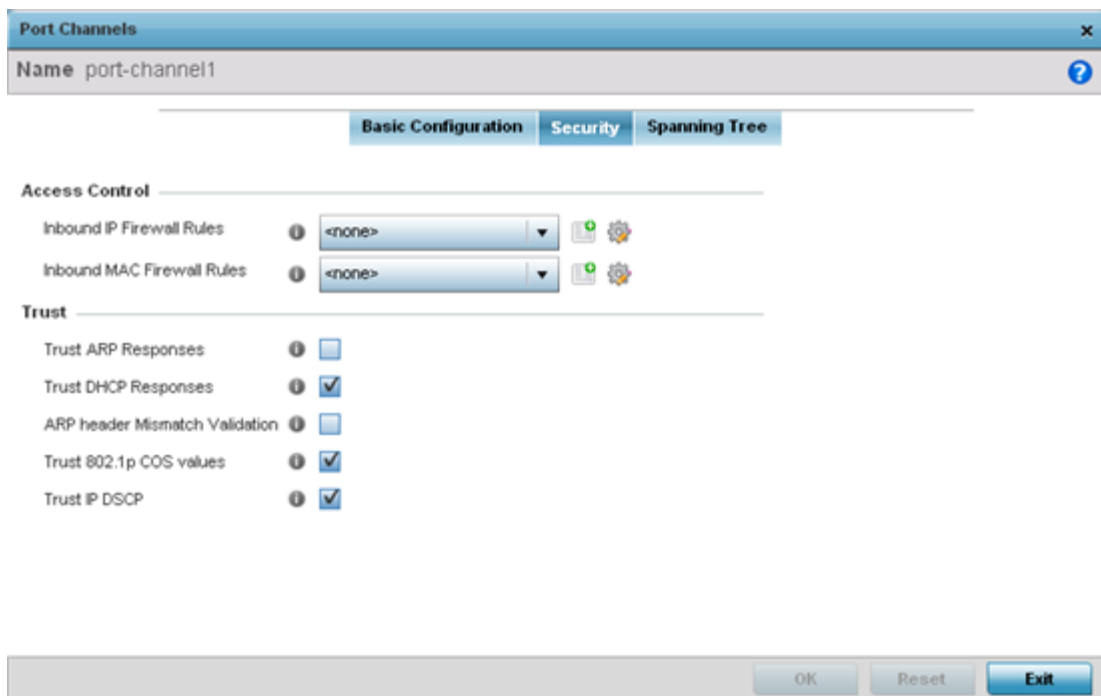 Port Channels
Name port-channel1
Basic Configuration Security Spanning Tree
Access Control
Inbound IP Firewall Rules <none>
Inbound MAC Firewall Rules <none>
Trust
Trust ARP Responses
Trust DHCP Responses
ARP header Mismatch Validation
Trust 802.1p COS values
Trust IP DSCP
OK Reset Exit